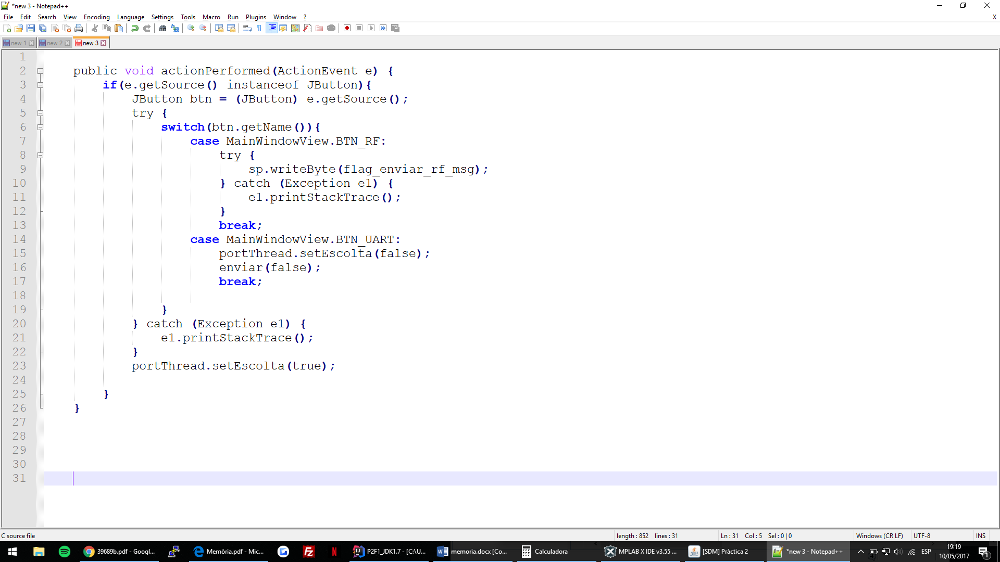 *new 3 - Notepad++
File Edit Search View Encoding Language Settings Tools Macro Run Plugins Window ? X
new 1 new 2 new 3
1
2 public void actionPerformed(ActionEvent e) {
3 if(e.getSource() instanceof JButton){
4 JButton btn = (JButton) e.getSource();
5 try {
6 switch(btn.getName()){
7 case MainWindowView.BTN_RF:
8 try {
9 sp.writeByte(flag_enviar_rf_msg);
10 } catch (Exception e1) {
11 e1.printStackTrace();
12 }
13 break;
14 case MainWindowView.BTN_UART:
15 portThread.setEscolta(false);
16 enviar(false);
17 break;
18
19 }
20 } catch (Exception e1) {
21 e1.printStackTrace();
22 }
23 portThread.setEscolta(true);
24
25 }
26 }
27
28
29
30
31
C source file length : 852 lines : 31 Ln : 31 Col : 5 Sel : 0 | 0 Windows (CR LF) UTF-8 INS
39689b.pdf - Googl... Memòria.pdf - Mic... P2F1_JDK1.7 - [C:\U... memoria.docx [Co... Calculadora MPLAB X IDE v3.55 ... [SDM] Pràctica 2 *new 3 - Notepad++ ESP 19:19
10/05/2017 1